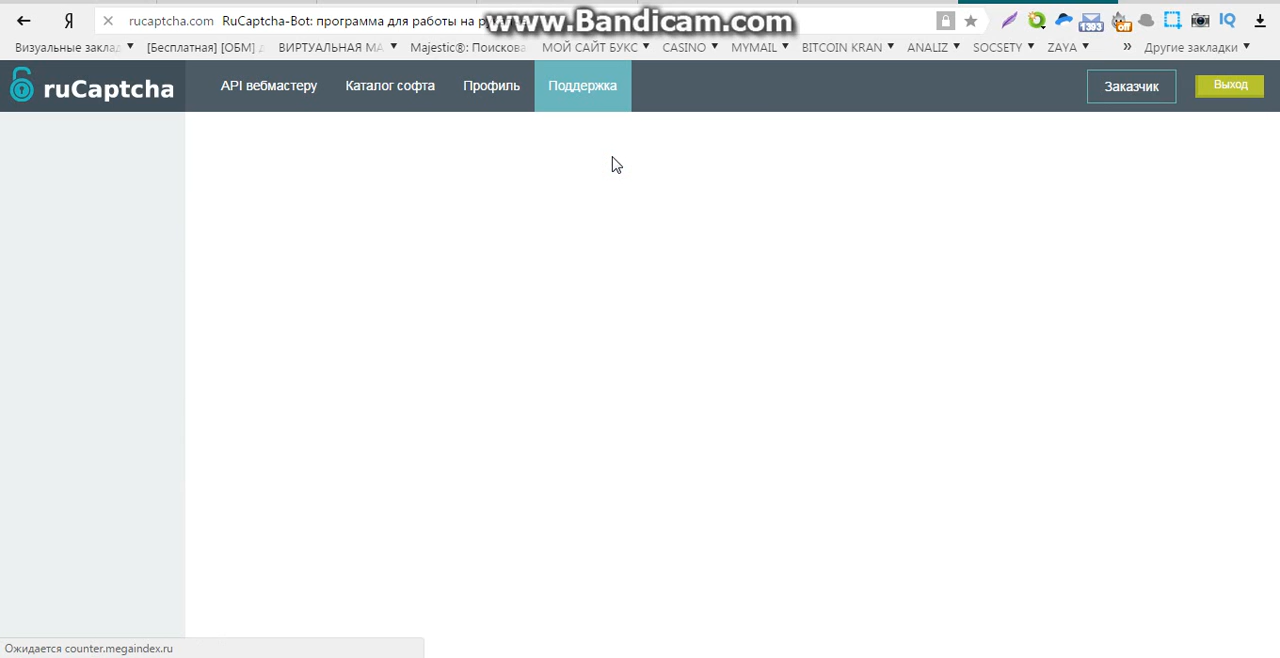 www.Bandicam.com
Я rucaptcha.com RuCaptcha-Bot: программа для работы на
Визуальные заклад [Бесплатная] [ОБМ] ВИРТУАЛЬНАЯ МА Majestic®: Поискова МОЙ САЙТ БУКС CASINO MYMAIL BITCOIN KRAN ANALIZ SOCSETY ZAYA » Другие закладки
ruCaptcha API вебмастеру Каталог софта Профиль Поддержка Заказчик Выход
Ожидается counter.megaindex.ru